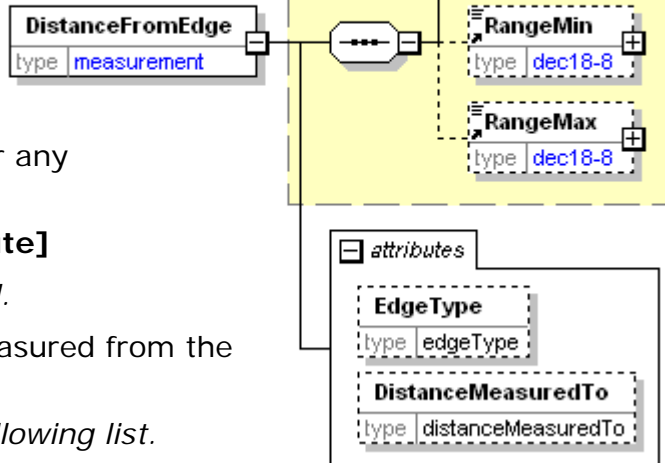 DistanceFromEdge
type measurement
RangeMin
type dec18-8
RangeMax
type dec18-8
any
te]
attributes
EdgeType
type edgeType
DistanceMeasuredTo
type distanceMeasuredTo
asured from the
llowing list.